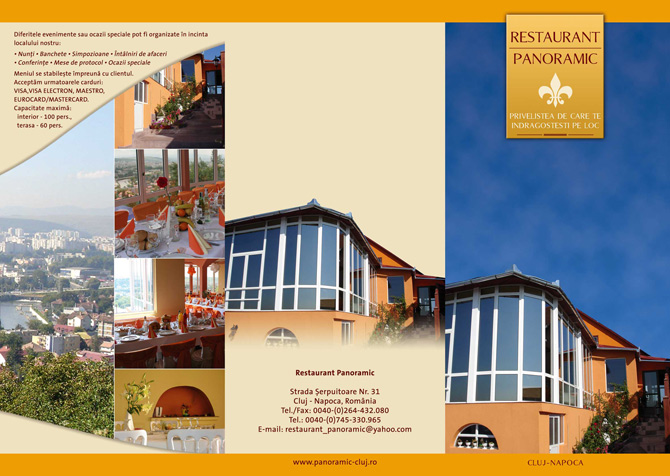 Diferitele evenimente sau ocazii speciale pot fi organizate în incinta
localului nostru:
• Nunți • Banchete • Simpozioane • Întâlniri de afaceri
• Conferințe • Mese de protocol • Ocazii speciale
Meniul se stabilește împreună cu clientul.
Acceptăm urmatoarele carduri:
VISA,VISA ELECTRON, MAESTRO,
EUROCARD/MASTERCARD.
Capacitate maximă:
interior - 100 pers.,
terasa - 60 pers.
Restaurant Panoramic
Strada Șerpuitoare Nr. 31
Cluj - Napoca, România
Tel./Fax: 0040-(0)264-432.080
Tel.: 0040-(0)745-330.965
E-mail: restaurant_panoramic@yahoo.com
www.panoramic-cluj.ro
RESTAURANT
PANORAMIC
PRIVELISTEA DE CARE TE
INDRAGOSTESTI PE LOC
CLUJ-NAPOCA